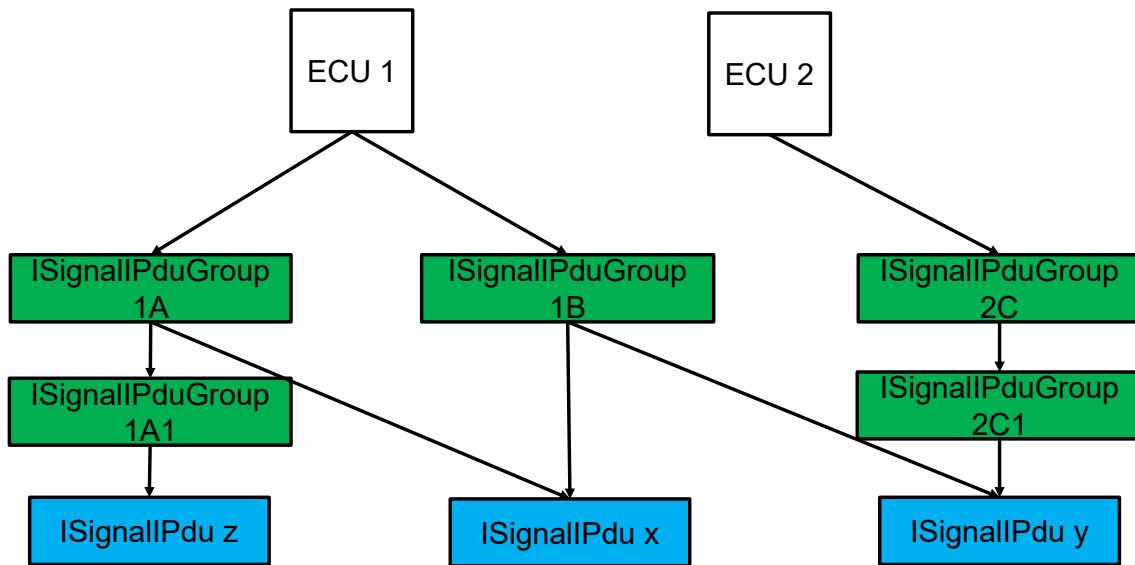 ECU 1
ECU 2
ISignalIPduGroup
1A
ISignalIPduGroup
1B
ISignalIPduGroup
2C
ISignalIPduGroup
1A1
ISignalIPduGroup
2C1
ISignalIPdu z
ISignalIPdu x
ISignalIPdu y